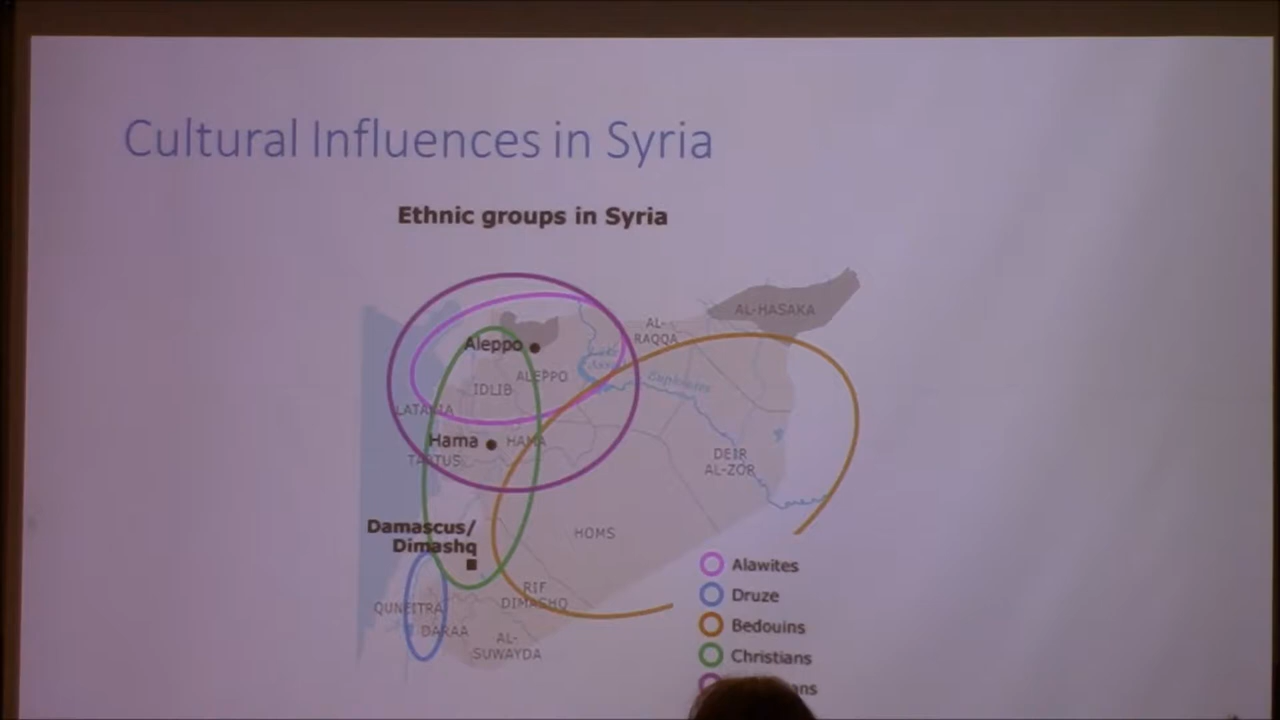 Cultural Influences in Syria
Ethnic groups in Syria
AL-HASAKA
AL-
RAQQA
Aleppo
ALEPPO
IDLIB
Euphrates
LATAKIA
Hama
HAMA
TARTUS
DEIR
AL-ZOR
Damascus/
Dimashq
HOMS
RIF
DIMASHQ
QUNEITRA
DARAA
AL-
SUWAYDA
Alawites
Druze
Bedouins
Christians